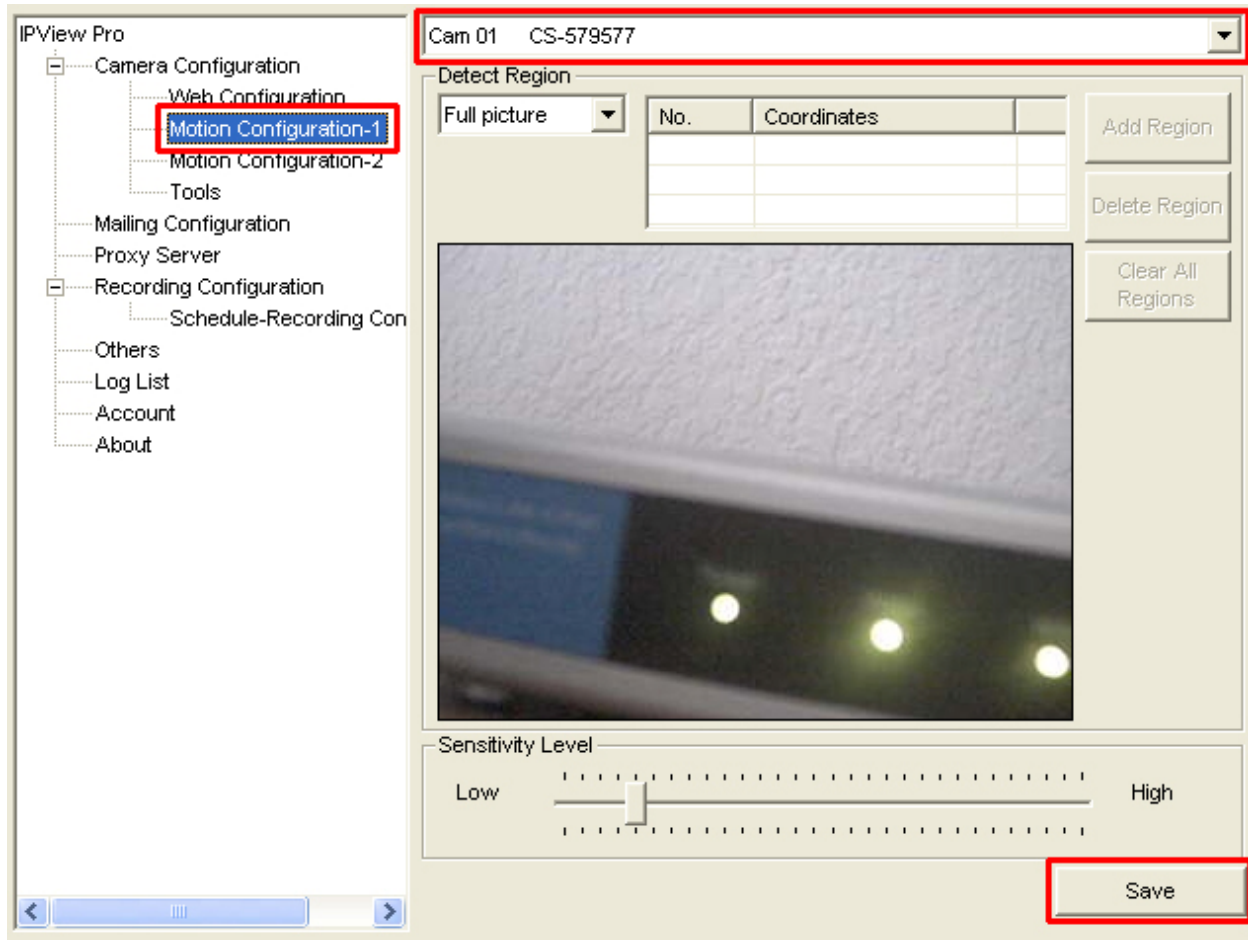 IPView Pro
Camera Configuration
Web Configuration
Motion Configuration-1
Motion Configuration-2
Tools
Mailing Configuration
Proxy Server
Recording Configuration
Schedule-Recording Con
Others
Log List
Account
About
Cam 01 CS-579577
Detect Region
Full picture
No. Coordinates
Add Region
Delete Region
Clear All
Regions
Sensitivity Level
Low High
Save